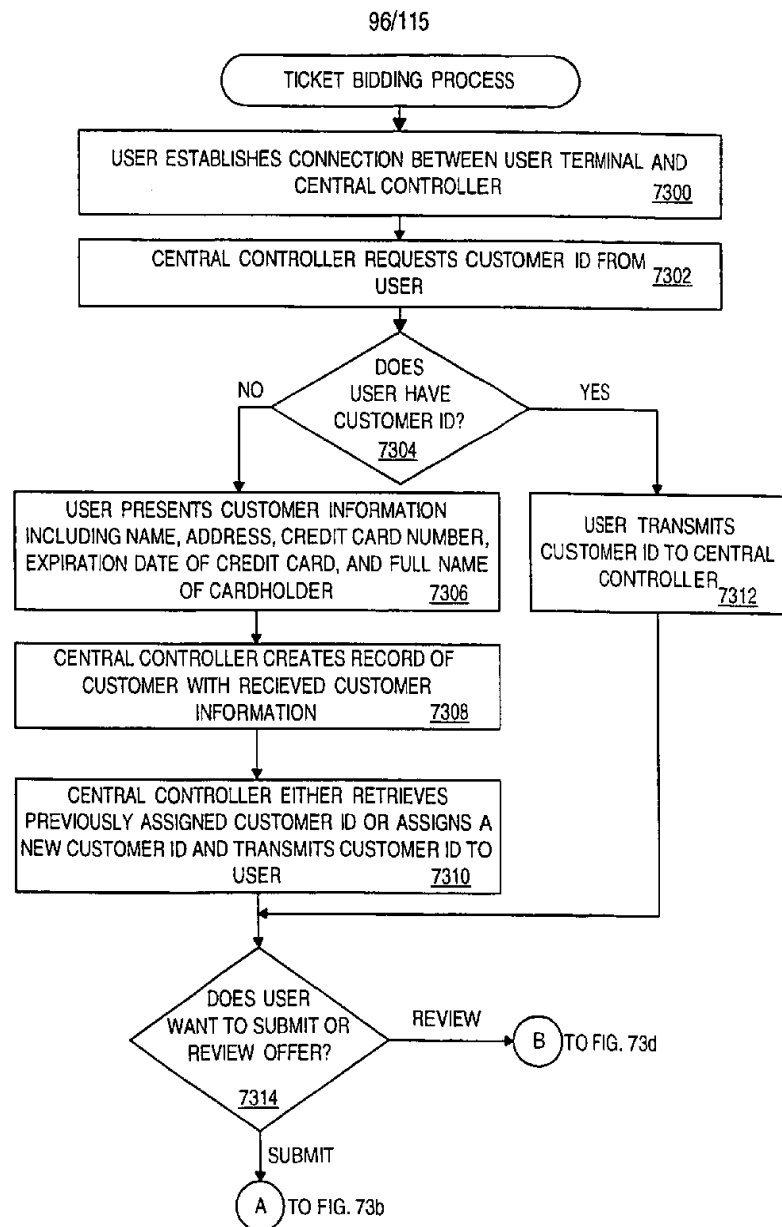 96/115
TICKET BIDDING PROCESS
USER ESTABLISHES CONNECTION BETWEEN USER TERMINAL AND
CENTRAL CONTROLLER
7300
CENTRAL CONTROLLER REQUESTS CUSTOMER ID FROM
USER
7302
DOES
USER HAVE
CUSTOMER ID?
7304
NO
YES
USER PRESENTS CUSTOMER INFORMATION
INCLUDING NAME, ADDRESS, CREDIT CARD NUMBER,
EXPIRATION DATE OF CREDIT CARD, AND FULL NAME
OF CARDHOLDER
7306
USER TRANSMITS
CUSTOMER ID TO CENTRAL
CONTROLLER
7312
CENTRAL CONTROLLER CREATES RECORD OF
CUSTOMER WITH RECIEVED CUSTOMER
INFORMATION
7308
CENTRAL CONTROLLER EITHER RETRIEVES
PREVIOUSLY ASSIGNED CUSTOMER ID OR ASSIGNS A
NEW CUSTOMER ID AND TRANSMITS CUSTOMER ID TO
USER
7310
DOES USER
WANT TO SUBMIT OR
REVIEW OFFER?
7314
REVIEW
B TO FIG. 73d
SUBMIT
A TO FIG. 73b